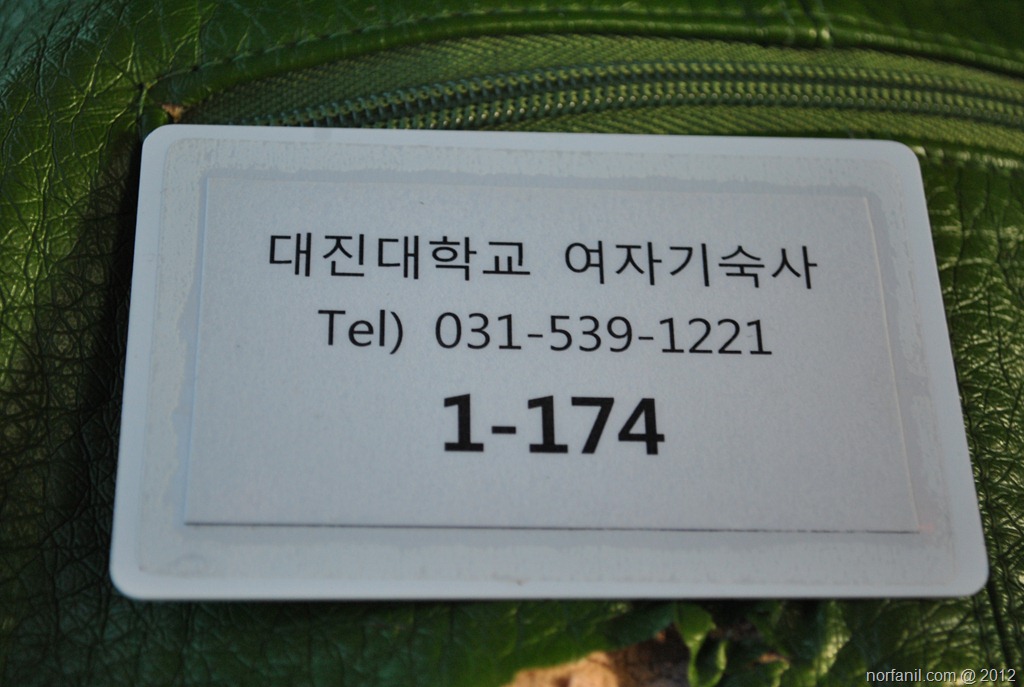 대진대학교 여자기숙사
Tel) 031-539-1221
1-174
norfanil.com @ 2012